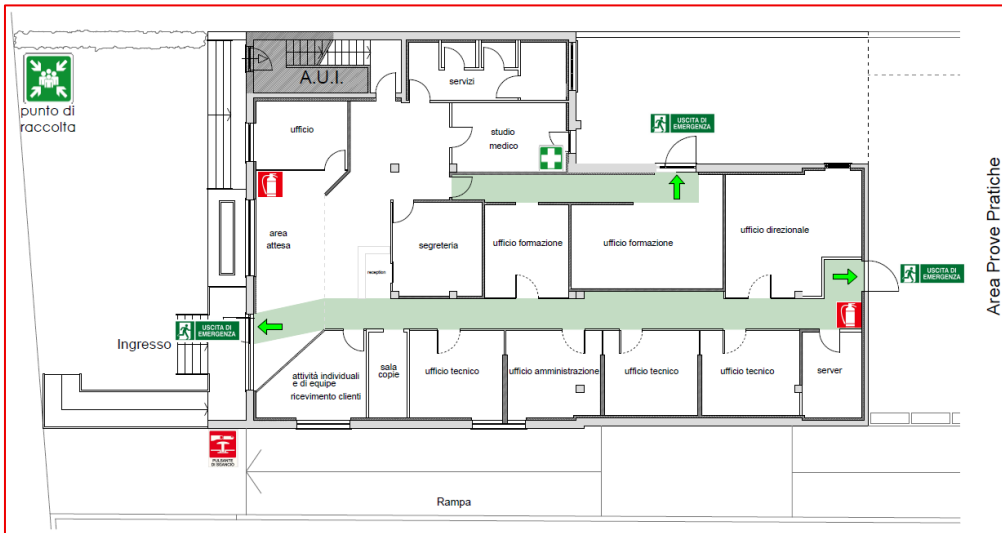 A.U.I.
servizi
punto di
raccolta
ufficio
studio
medico
USCITA DI
EMERGENZA
area
attesa
segreteria
ufficio formazione
ufficio formazione
ufficio direzionale
reception
USCITA DI
EMERGENZA
Area Prove Pratiche
USCITA DI
EMERGENZA
Ingresso
attività individuali
e di equipe
ricevimento clienti
sala
copie
ufficio tecnico
ufficio amministrazione
ufficio tecnico
ufficio tecnico
server
PULSANTE
DI SGANCIO
Rampa